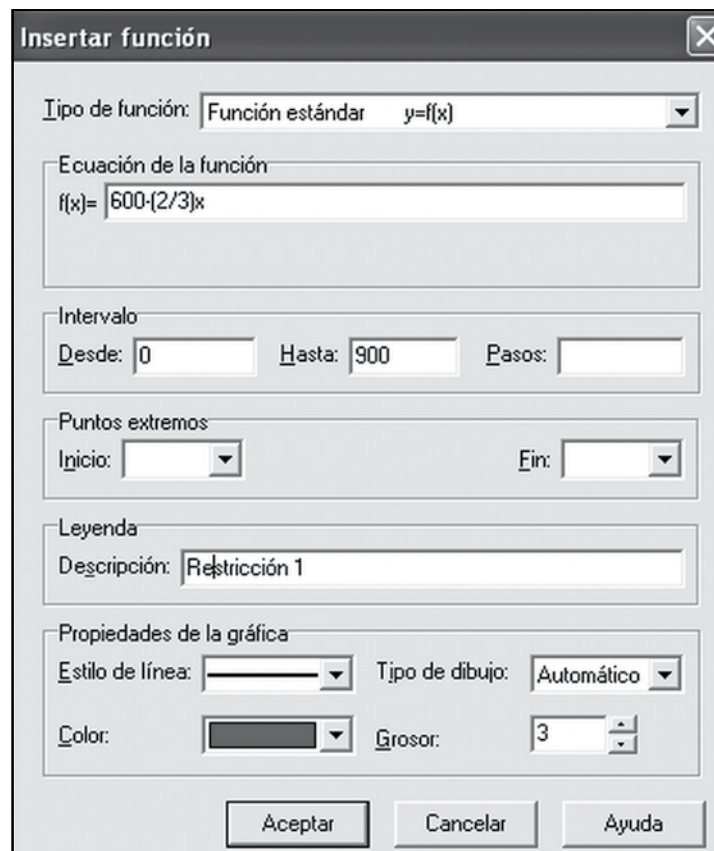 Insertar función
Tipo de función: Función estándar y=f(x)
Ecuación de la función
f(x)= 600-(2/3)x
Intervalo
Desde: 0 Hasta: 900 Pasos:
Puntos extremos
Inicio: Fin:
Leyenda
Descripción: Restricción 1
Propiedades de la gráfica
Estilo de línea: Tipo de dibujo: Automático
Color: Grosor: 3
Aceptar Cancelar Ayuda